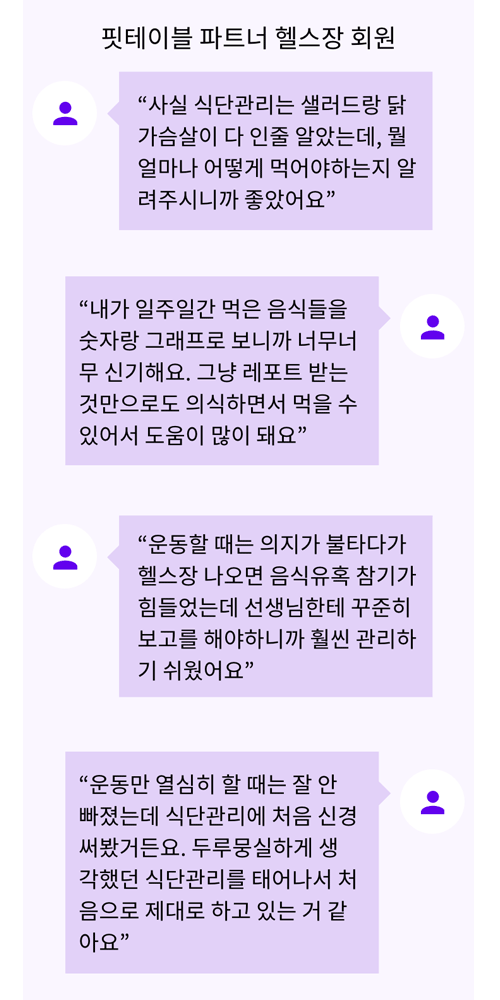 핏테이블 파트너 헬스장 회원
“사실 식단관리는 샐러드랑 닭
가슴살이 다 인줄 알았는데, 뭘
얼마나 어떻게 먹어야하는지 알
려주시니까 좋았어요”
“내가 일주일간 먹은 음식들을
숫자랑 그래프로 보니까 너무너
무 신기해요. 그냥 레포트 받는
것만으로도 의식하면서 먹을 수
있어서 도움이 많이 돼요”
“운동할 때는 의지가 불타다가
헬스장 나오면 음식유혹 참기가
힘들었는데 선생님한테 꾸준히
보고를 해야하니까 훨씬 관리하
기 쉬웠어요”
“운동만 열심히 할 때는 잘 안
빠졌는데 식단관리에 처음 신경
써봤거든요. 두루뭉실하게 생
각했던 식단관리를 태어나서 처
음으로 제대로 하고 있는 거 같
아요”